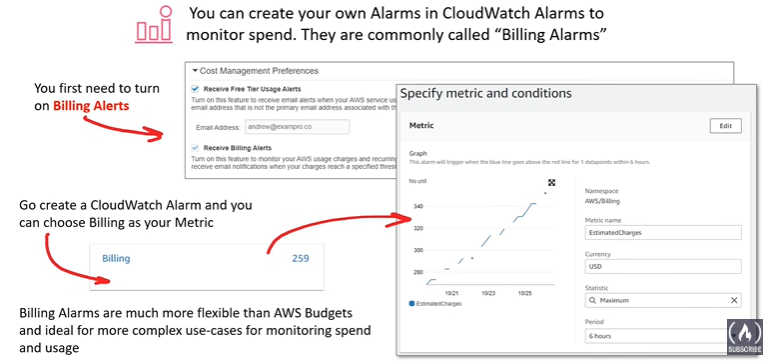 You can create your own Alarms in CloudWatch Alarms to
monitor spend. They are commonly called “Billing Alarms”
You first need to turn
on Billing Alerts
Cost Management Preferences
Receive Free Tier Usage Alerts
Turn on this feature to receive email alerts when your AWS service us
email address that is not the primary email address associated with th
Email Address:
andrew@exampro.co
Receive Billing Alerts
Turn on this feature to monitor your AWS usage charges and recurring
receive email notifications when your charges reach a specified thres
Go create a CloudWatch Alarm and you
can choose Billing as your Metric
Billing
259
Billing Alarms are much more flexible than AWS Budgets
and ideal for more complex use-cases for monitoring spend
and usage
Specify metric and conditions
Metric
Edit
Graph
This alarm will trigger when the blue line goes above the red line for 1 datapoints within 6 hours.
No unit
340
320
300
280
10/21
10/23
10/25
EstimatedCharges
Namespace
AWS/Billing
Metric name
EstimatedCharges
Currency
USD
Statistic
Maximum
Period
6 hours
SUBSCRIBE